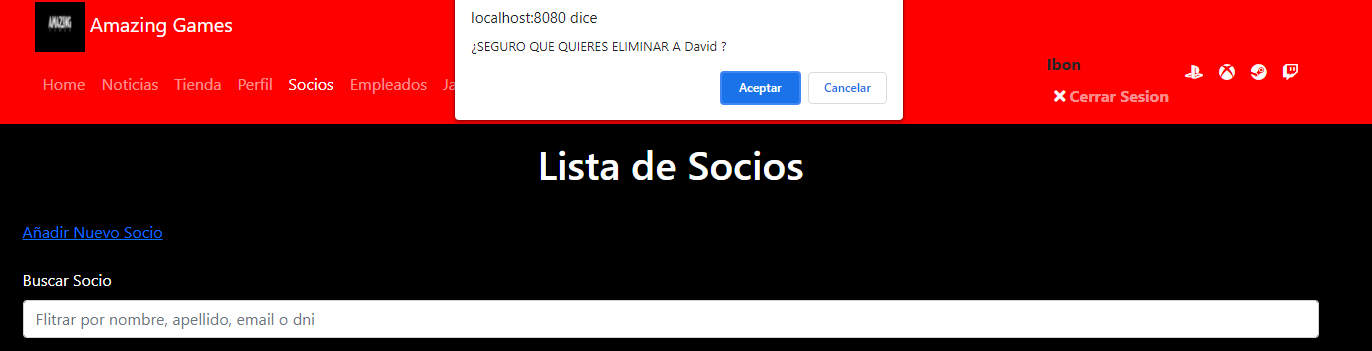 AMAZING
Amazing Games
localhost:8080 dice
¿SEGURO QUE QUIERES ELIMINAR A David ?
Aceptar
Cancelar
Home
Noticias
Tienda
Perfil
Socios
Empleados
Ja
Ibon
Cerrar Sesion
Lista de Socios
Añadir Nuevo Socio
Buscar Socio
Flitrar por nombre, apellido, email o dni